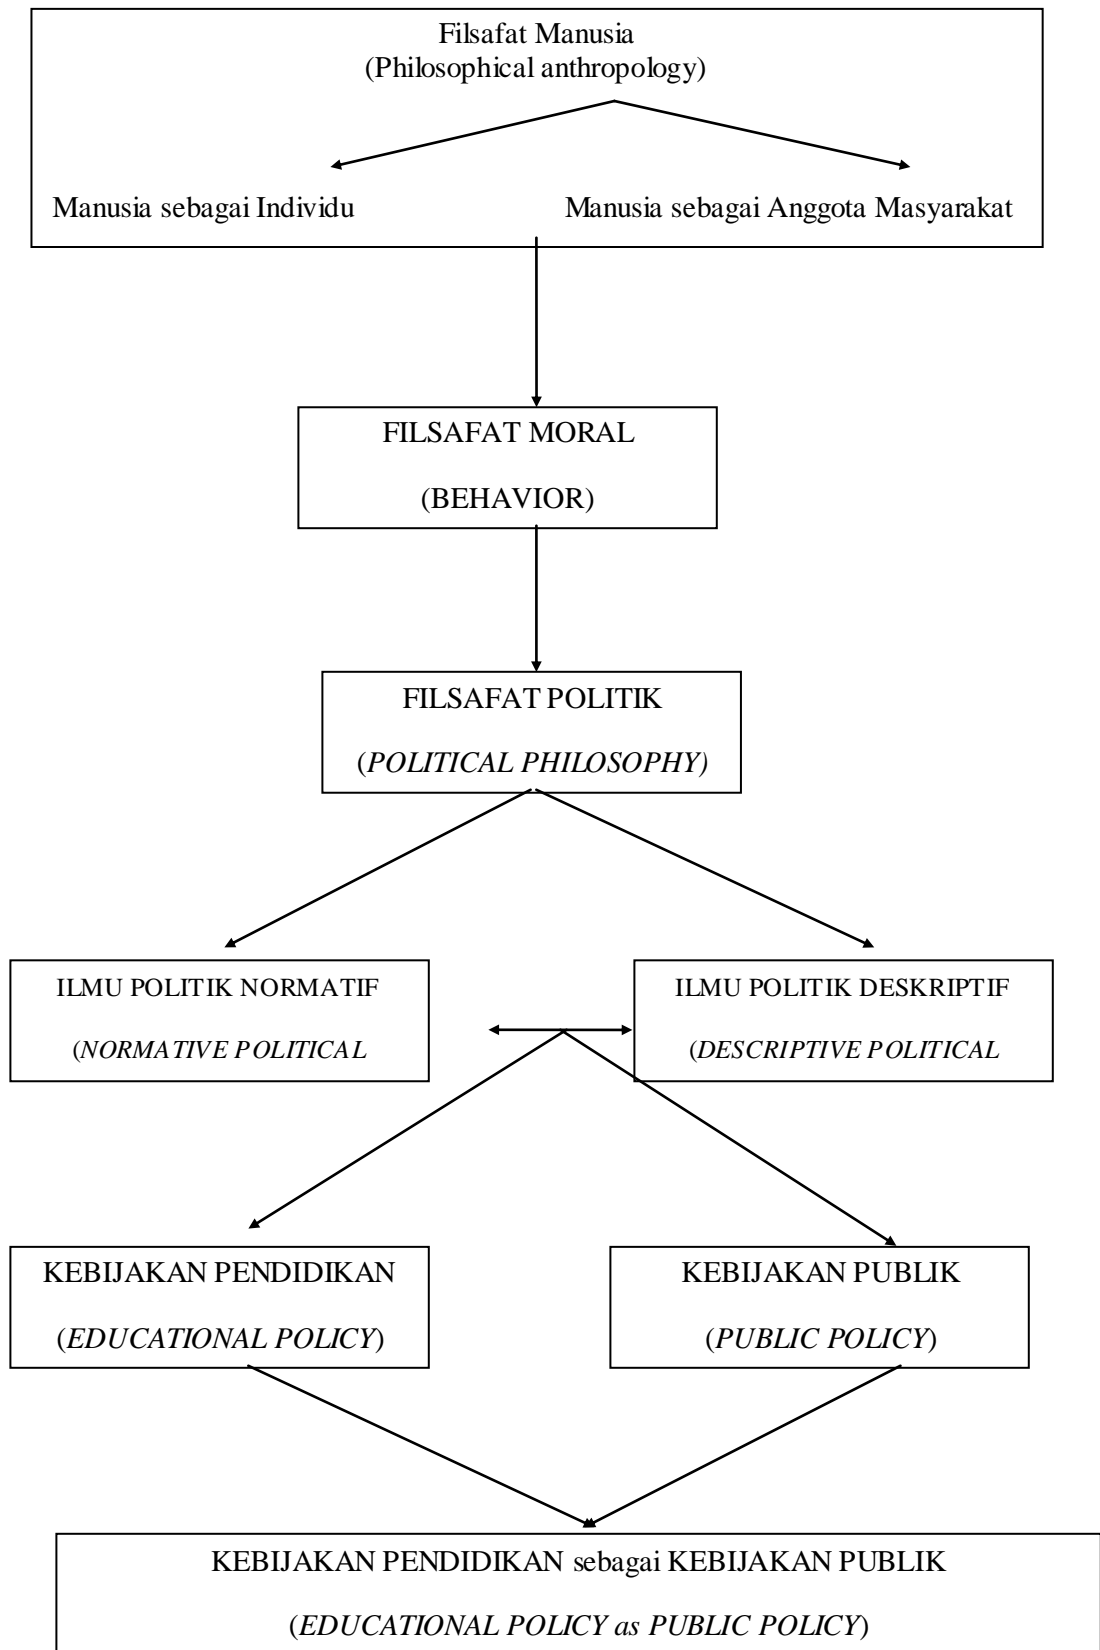 Filsafat Manusia
(Philosophical anthropology)
Manusia sebagai Individu
Manusia sebagai Anggota Masyarakat
FILSAFAT MORAL
(BEHAVIOR)
FILSAFAT POLITIK
(POLITICAL PHILOSOPHY)
ILMU POLITIK NORMATIF
(NORMATIVE POLITICAL
ILMU POLITIK DESKRIPTIF
(DESCRIPTIVE POLITICAL
KEBIJAKAN PENDIDIKAN
(EDUCATIONAL POLICY)
KEBIJAKAN PUBLIK
(PUBLIC POLICY)
KEBIJAKAN PENDIDIKAN sebagai KEBIJAKAN PUBLIK
(EDUCATIONAL POLICY as PUBLIC POLICY)